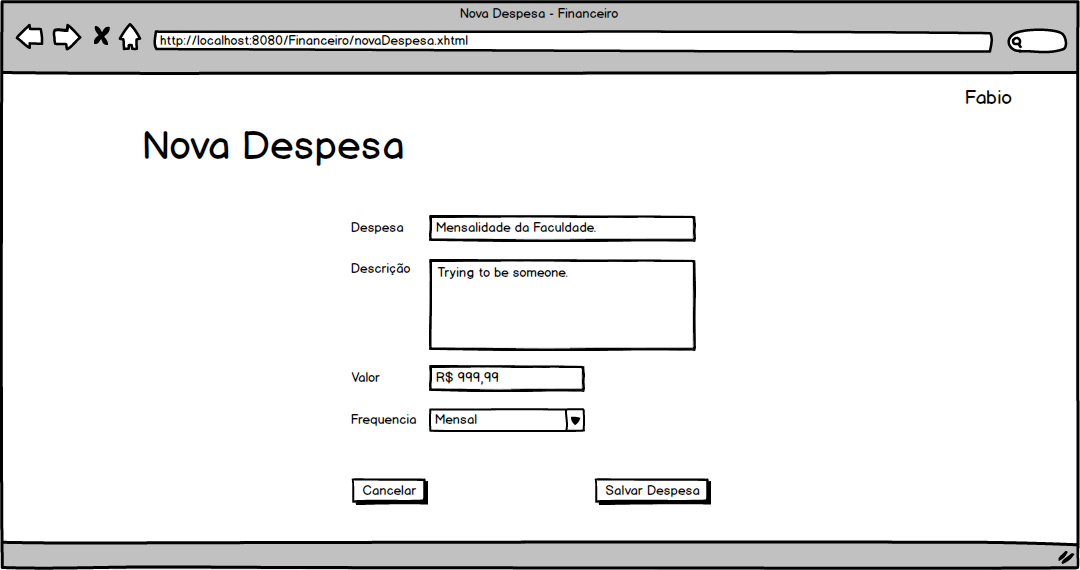 Nova Despesa - Financeiro
http://localhost:8080/Financeiro/novaDespesa.xhtml
Fabio
Nova Despesa
Despesa Mensalidade da Faculdade.
Descrição Trying to be someone.
Valor R$ 999,99
Frequencia Mensal
Cancelar Salvar Despesa